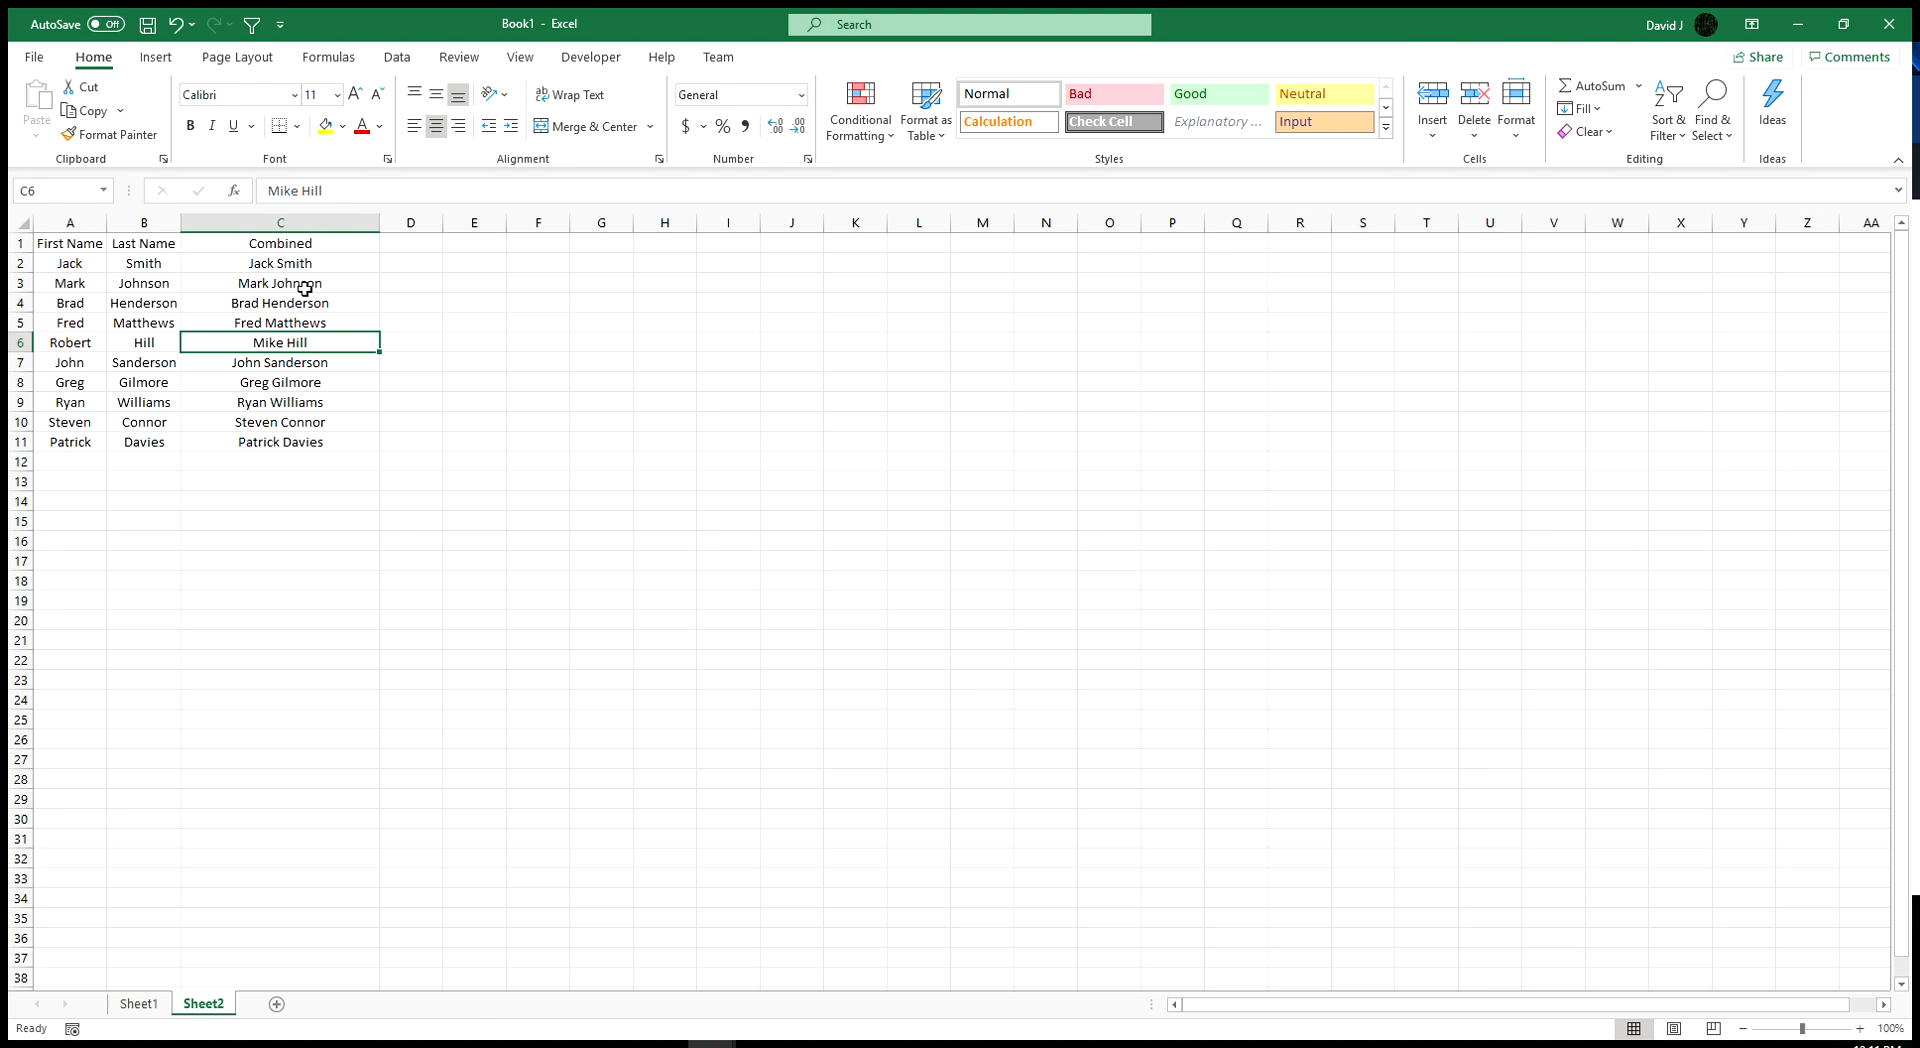 AutoSave Off Book1 - Excel Search David J
File Home Insert Page Layout Formulas Data Review View Developer Help Team Share Comments
Paste
Cut
Copy
Format Painter
Clipboard
Calibri 11
B I U A
Font
ab Wrap Text
Merge & Center
Alignment
General
$ % ,
Number
Conditional Formatting
Format as Table
Normal Bad Good Neutral
Calculation Check Cell Explanatory ... Input
Styles
Insert Delete Format
Cells
AutoSum
Fill
Clear
Sort & Filter
Find & Select
Editing
Ideas
Ideas
C6 fx Mike Hill
A B C D E F G H I J K L M N O P Q R S T U V W X Y Z AA
1 First Name Last Name Combined
2 Jack Smith Jack Smith
3 Mark Johnson Mark Johnson
4 Brad Henderson Brad Henderson
5 Fred Matthews Fred Matthews
6 Robert Hill Mike Hill
7 John Sanderson John Sanderson
8 Greg Gilmore Greg Gilmore
9 Ryan Williams Ryan Williams
10 Steven Connor Steven Connor
11 Patrick Davies Patrick Davies
12
13
14
15
16
17
18
19
20
21
22
23
24
25
26
27
28
29
30
31
32
33
34
35
36
37
38
Sheet1 Sheet2
Ready 100%